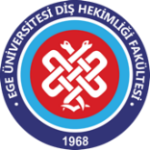 • EGE ÜNİVERSİTESİ DİŞ HEKİMLİĞİ FAKÜLTESİ •
1968